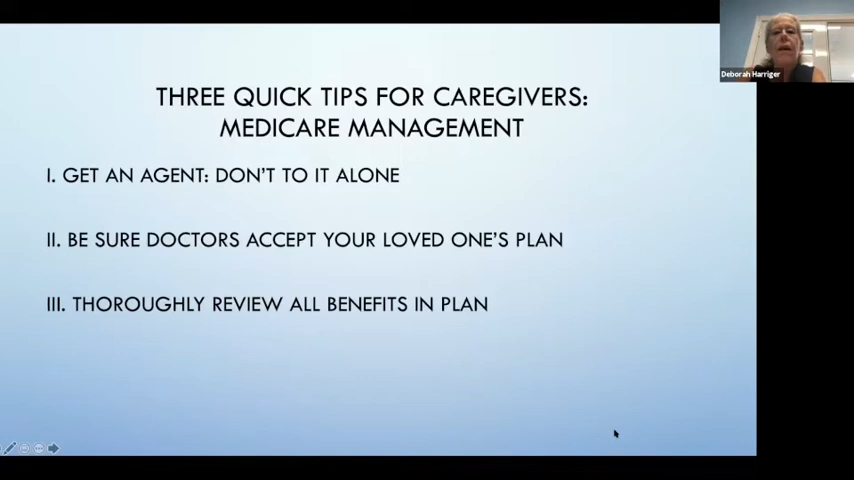 THREE QUICK TIPS FOR CAREGIVERS:
MEDICARE MANAGEMENT
I. GET AN AGENT: DON'T TO IT ALONE
II. BE SURE DOCTORS ACCEPT YOUR LOVED ONE'S PLAN
III. THOROUGHLY REVIEW ALL BENEFITS IN PLAN
Deborah Harriger